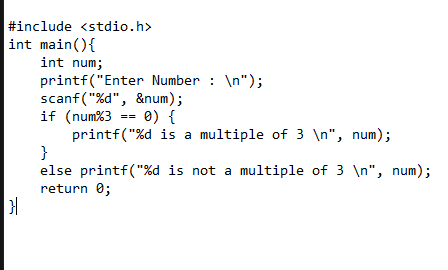 #include <stdio.h>
int main(){
    int num;
    printf("Enter Number : \n");
    scanf("%d", &num);
    if (num%3 == 0) {
        printf("%d is a multiple of 3 \n", num);
    }
    else printf("%d is not a multiple of 3 \n", num);
    return 0;
}